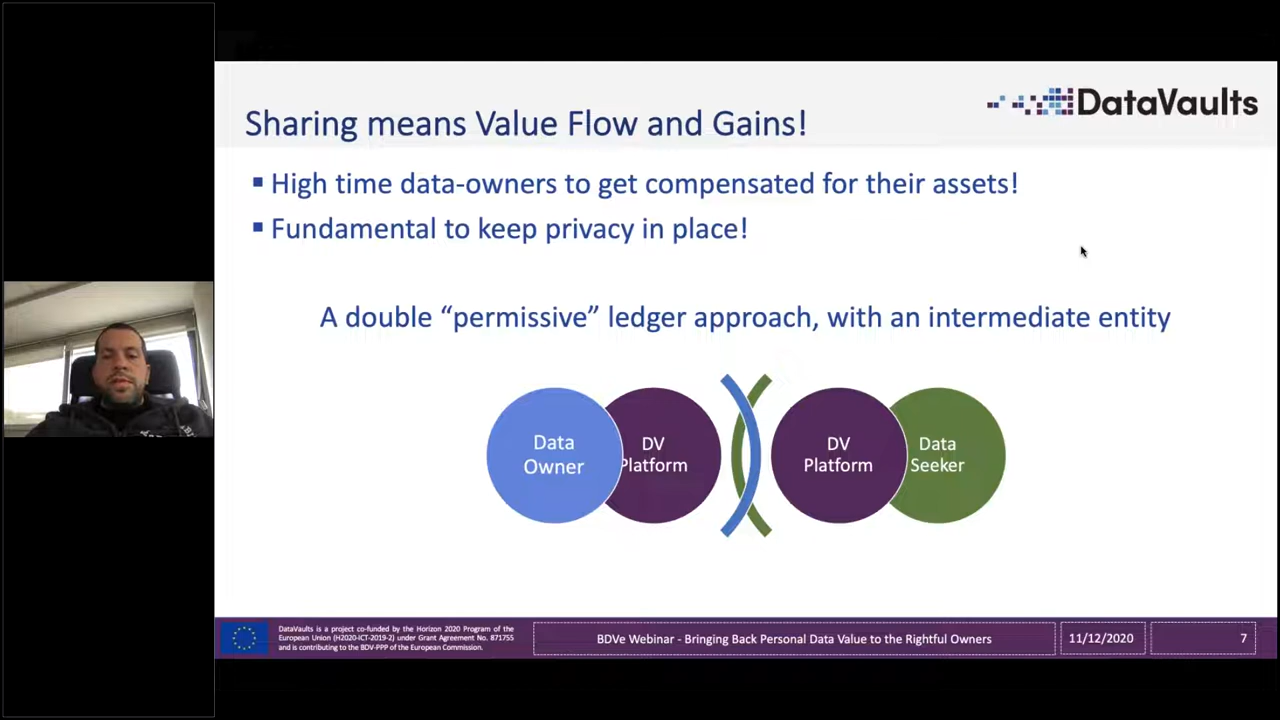 DataVaults
Sharing means Value Flow and Gains!
▪ High time data-owners to get compensated for their assets!
▪ Fundamental to keep privacy in place!
A double “permissive” ledger approach, with an intermediate entity
Data
Owner
DV
Platform
DV
Platform
Data
Seeker
DataVaults is a project co-funded by the Horizon 2020 Program of the
European Union (H2020-ICT-2019-2) under Grant Agreement No. 871755
and is contributing to the BDV-PPP of the European Commission.
BDVe Webinar - Bringing Back Personal Data Value to the Rightful Owners
11/12/2020
7